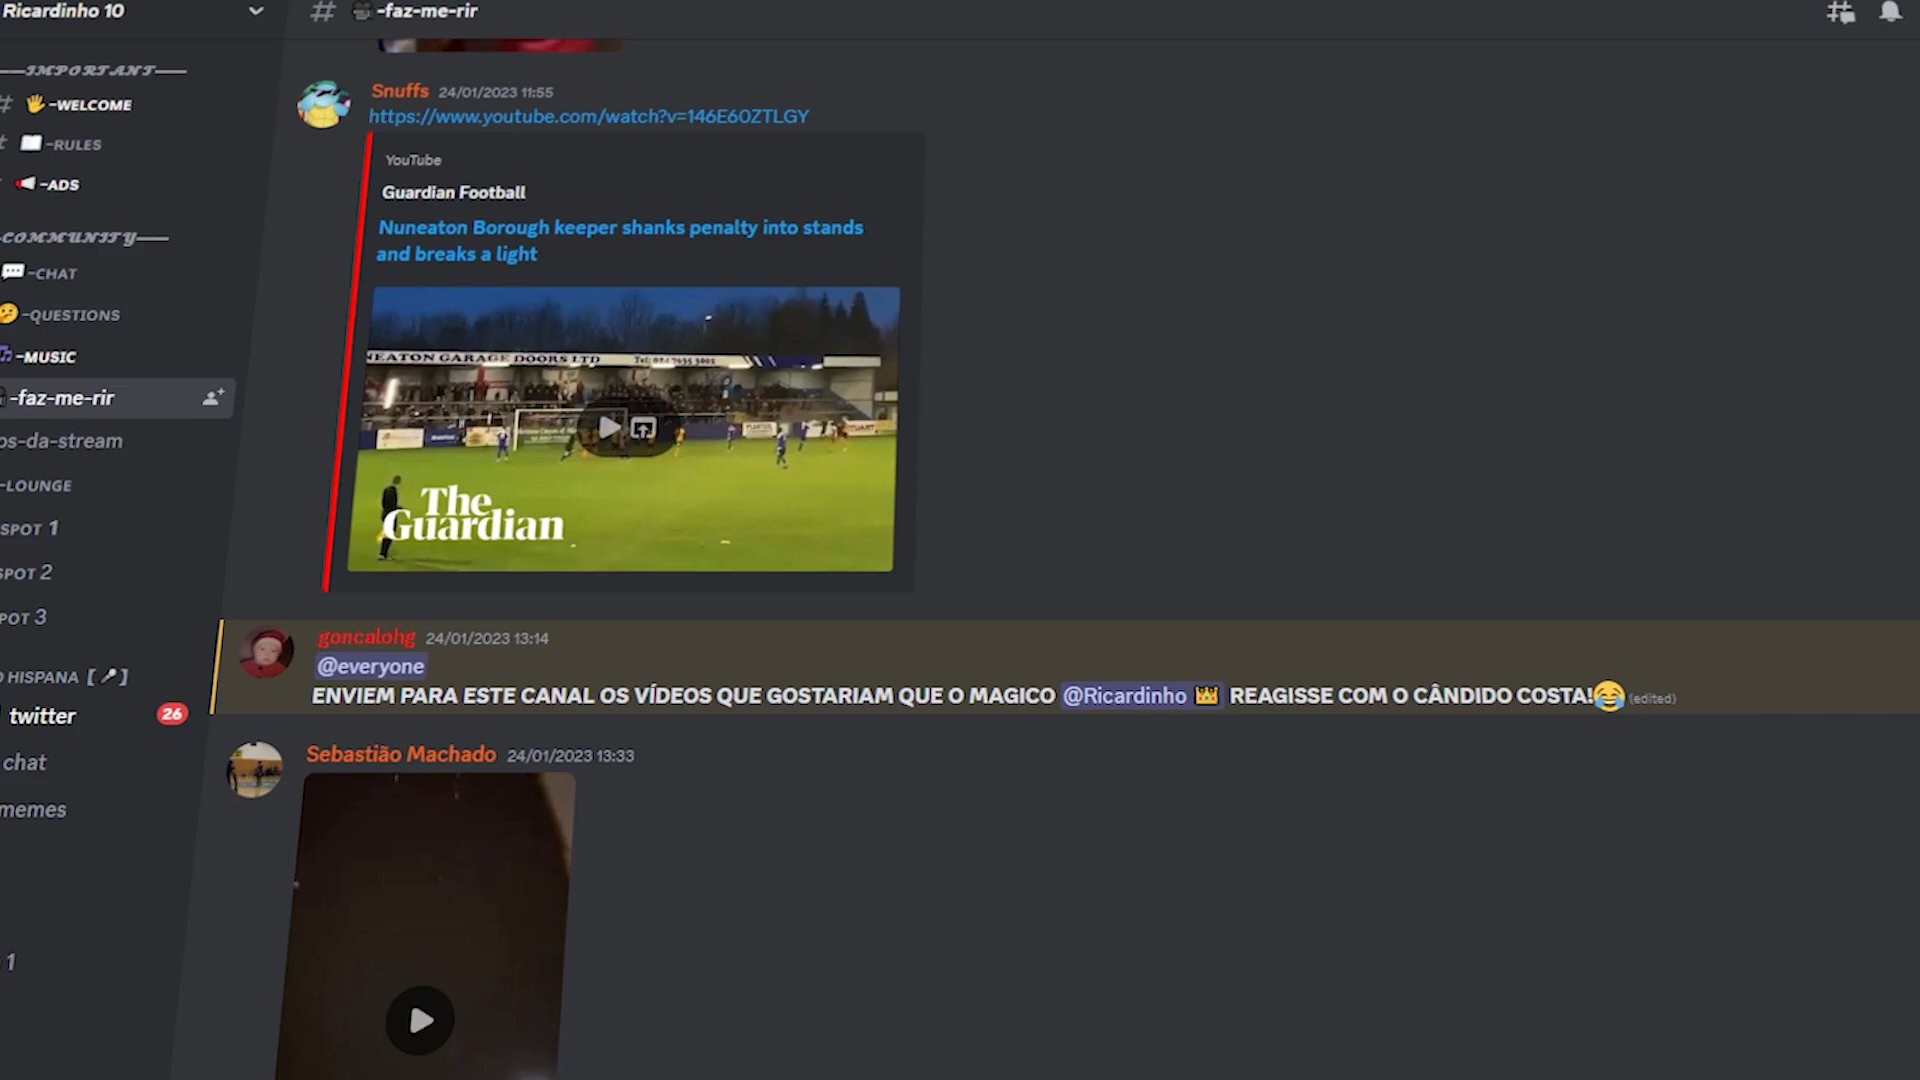 Ricardinho 10
-faz-me-rir
IMPORTANT
-WELCOME
-RULES
-ADS
COMMUNITY
-CHAT
-QUESTIONS
-MUSIC
-faz-me-rir
os-da-stream
-LOUNGE
SPOT 1
SPOT 2
POT 3
HISPANA [ ]
twitter 26
chat
memes
1
Snuffs 24/01/2023 11:55
https://www.youtube.com/watch?v=146E60ZTLGY
YouTube
Guardian Football
Nuneaton Borough keeper shanks penalty into stands
and breaks a light
NEATON GARAGE DOORS LTD
The
Guardian
goncalohg 24/01/2023 13:14
@everyone
ENVIEM PARA ESTE CANAL OS VÍDEOS QUE GOSTARIAM QUE O MAGICO @Ricardinho 👑 REAGISSE COM O CÂNDIDO COSTA!😂 (edited)
Sebastião Machado 24/01/2023 13:33